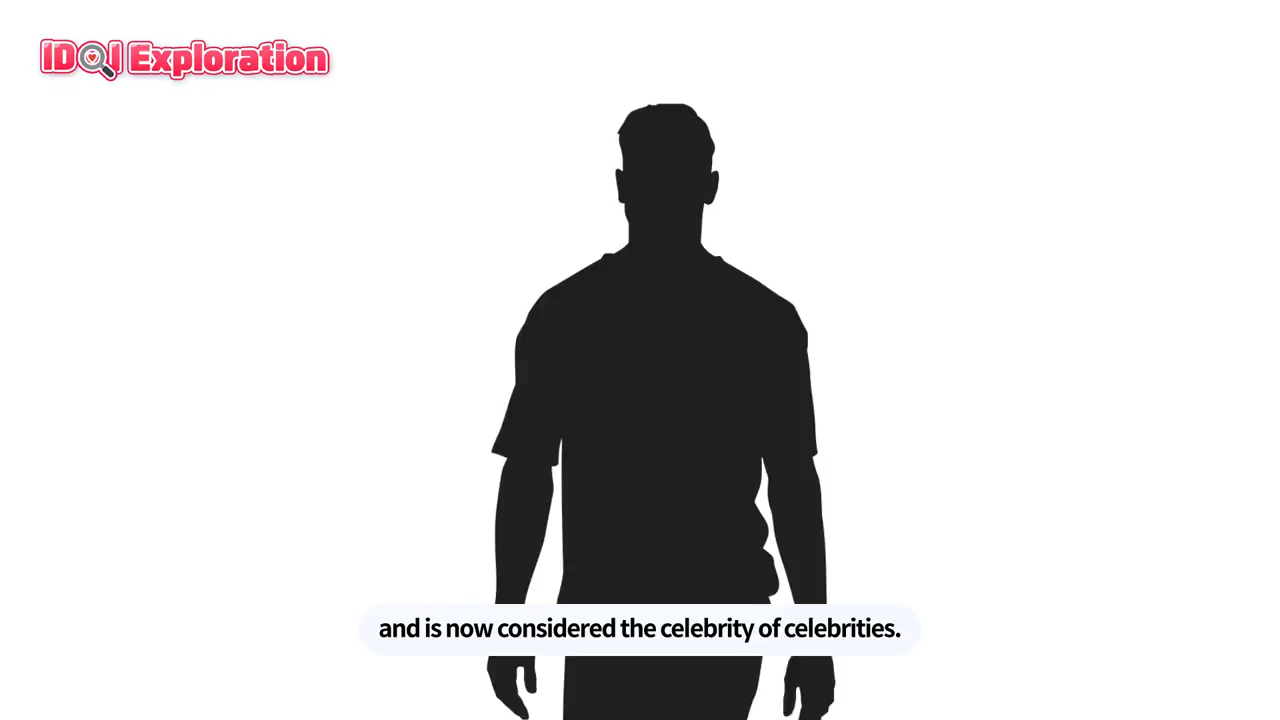 IDOl Exploration
and is now considered the celebrity of celebrities.